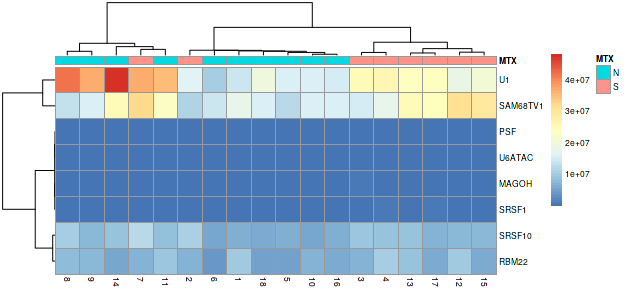 MTX
MTX
U1
N
4e+07
S
SAM68TV1
3e+07
PSF
2e+07
U6ATAC
1e+07
MAGOH
SRSF1
SRSF10
RBM22
8 9 14 7 11 2 6 1 18 5 10 16 3 4 13 17 12 15